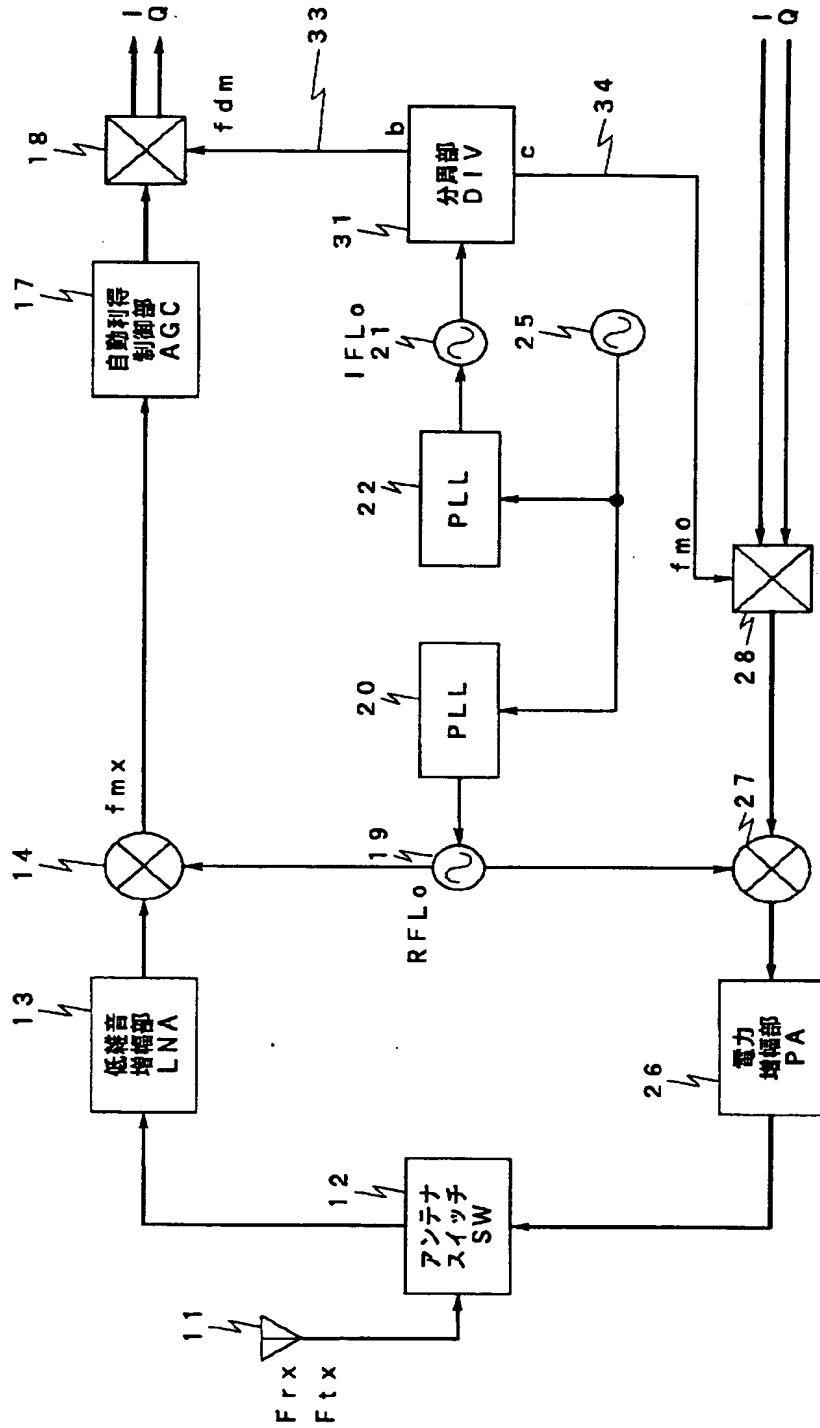 Frx
Ftx
11
12
アンテナ
スイッチ
SW
13
低雑音
増幅部
LNA
14
fmx
17
自動利得
制御部
AGC
18
I
Q
fdm
33
RFLo
19
20
PLL
22
PLL
IFLo
21
25
31
分周部
DIV
b
c
34
fmo
26
電力
増幅部
PA
27
28
I
Q